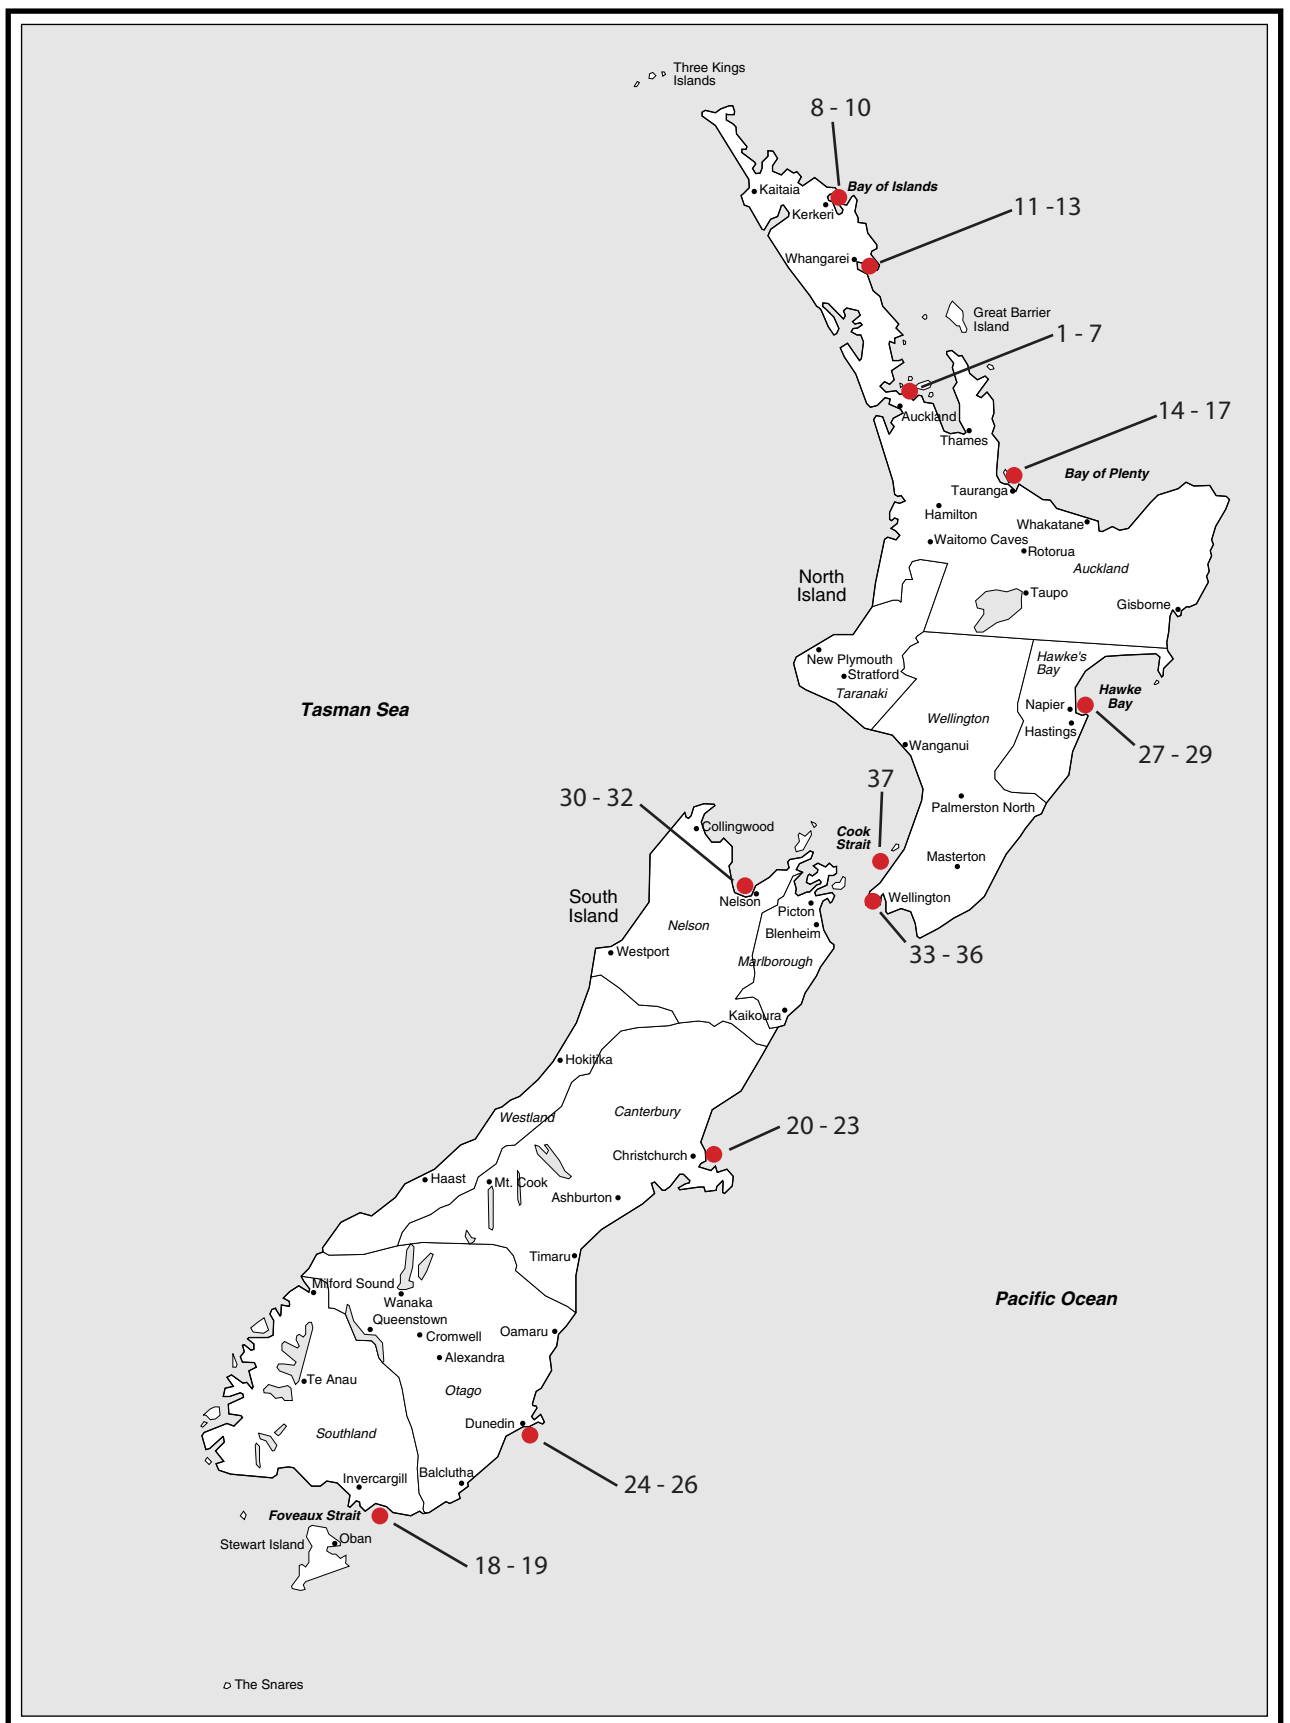 Three Kings
Islands
8 - 10
Bay of Islands
Kaitaia
Kerkeri
11 -13
Whangarei
Great Barrier
Island
1 - 7
Auckland
14 - 17
Thames
Bay of Plenty
Tauranga
Hamilton
Whakatane
Waitomo Caves
Rotorua
Auckland
North
Island
Taupo
Gisborne
New Plymouth
Hawke's
Bay
Stratford
Taranaki
Hawke
Bay
Tasman Sea
Napier
Wellington
Hastings
Wanganui
27 - 29
37
30 - 32
Palmerston North
Collingwood
Cook
Strait
Masterton
South
Island
Nelson
Wellington
Picton
Nelson
Blenheim
Westport
33 - 36
Marlborough
Kaikoura
Hokitika
Westland
Canterbury
20 - 23
Christchurch
Haast
Mt. Cook
Ashburton
Timaru
Milford Sound
Wanaka
Pacific Ocean
Queenstown
Cromwell
Oamaru
Alexandra
Te Anau
Otago
Dunedin
Southland
Invercargill
Balclutha
24 - 26
Foveaux Strait
Stewart Island
Oban
18 - 19
The Snares